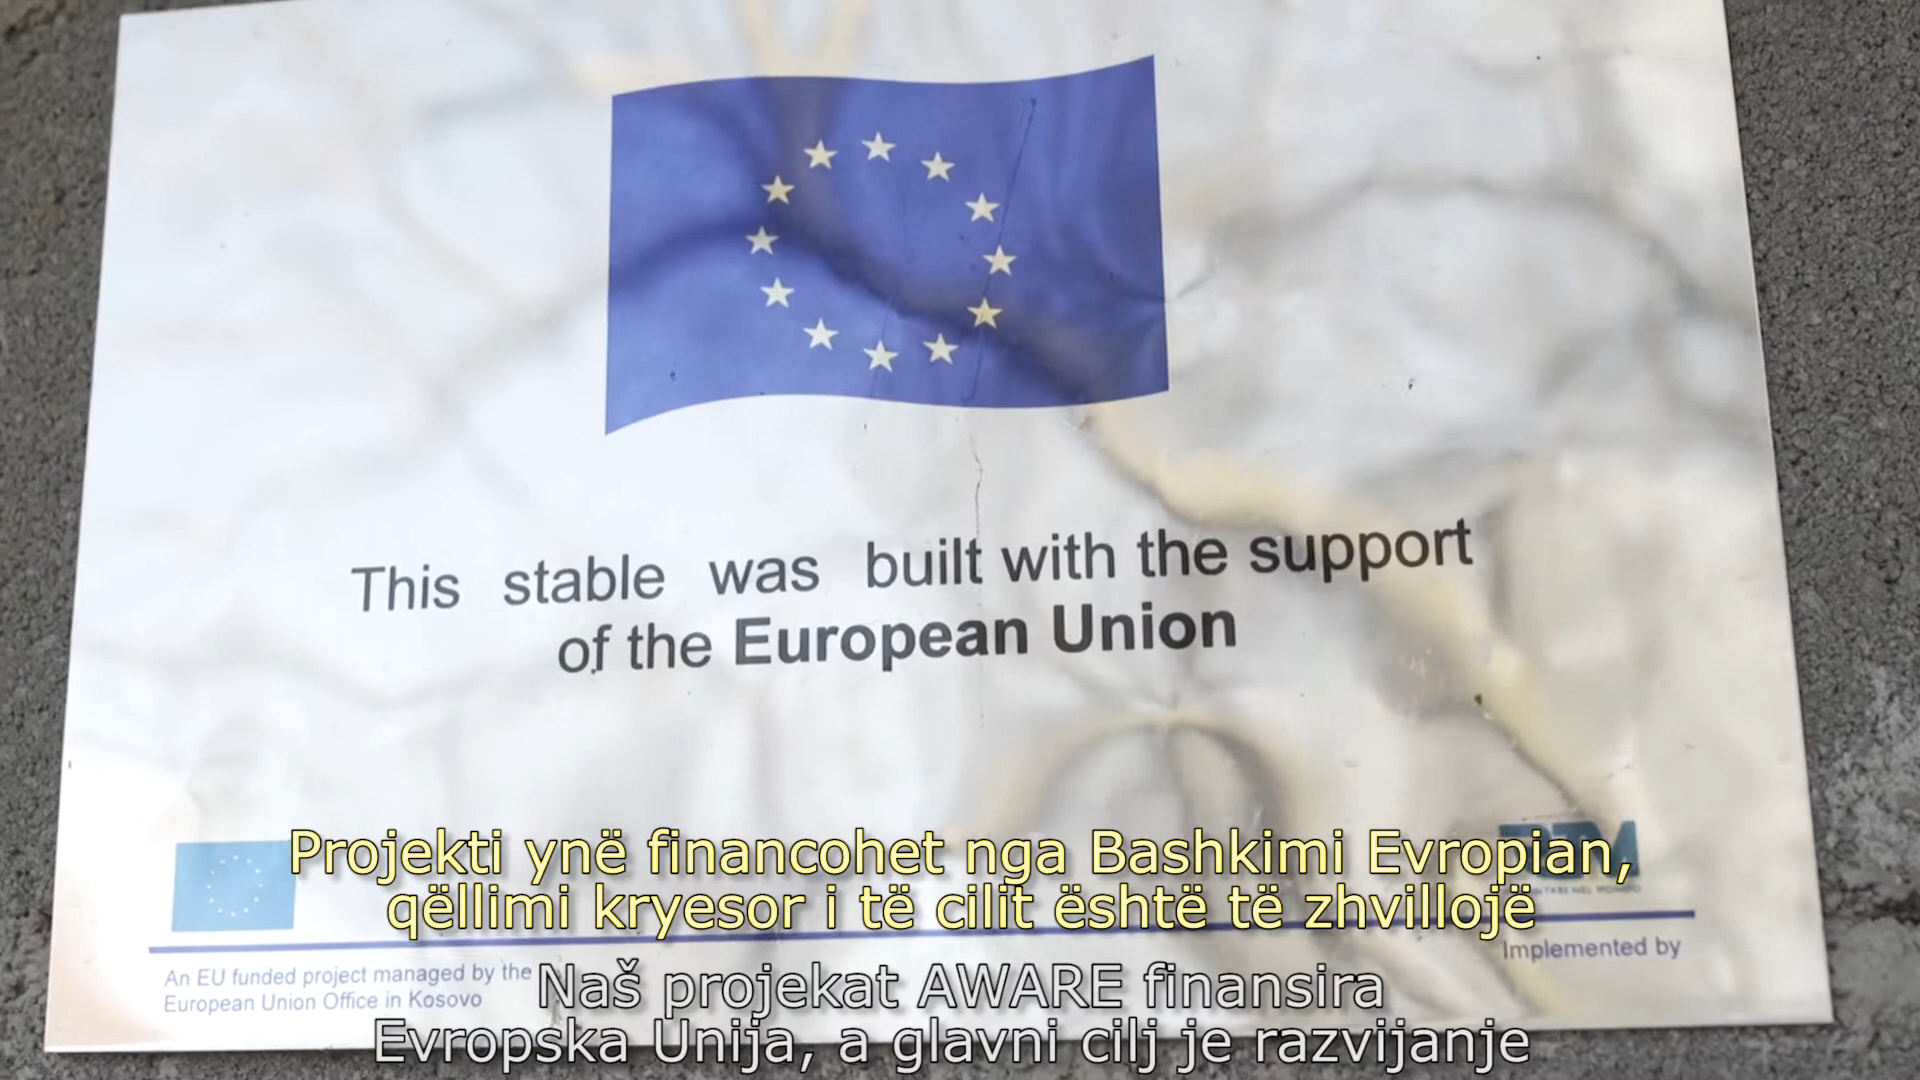 This stable was built with the support
of the European Union
Projekti ynë financohet nga Bashkimi Evropian,
qëllimi kryesor i të cilit është të zhvillojë
Implemented by
An EU funded project managed by the
European Union Office in Kosovo
Naš projekat AWARE finansira
Evropska Unija, a glavni cilj je razvijanje